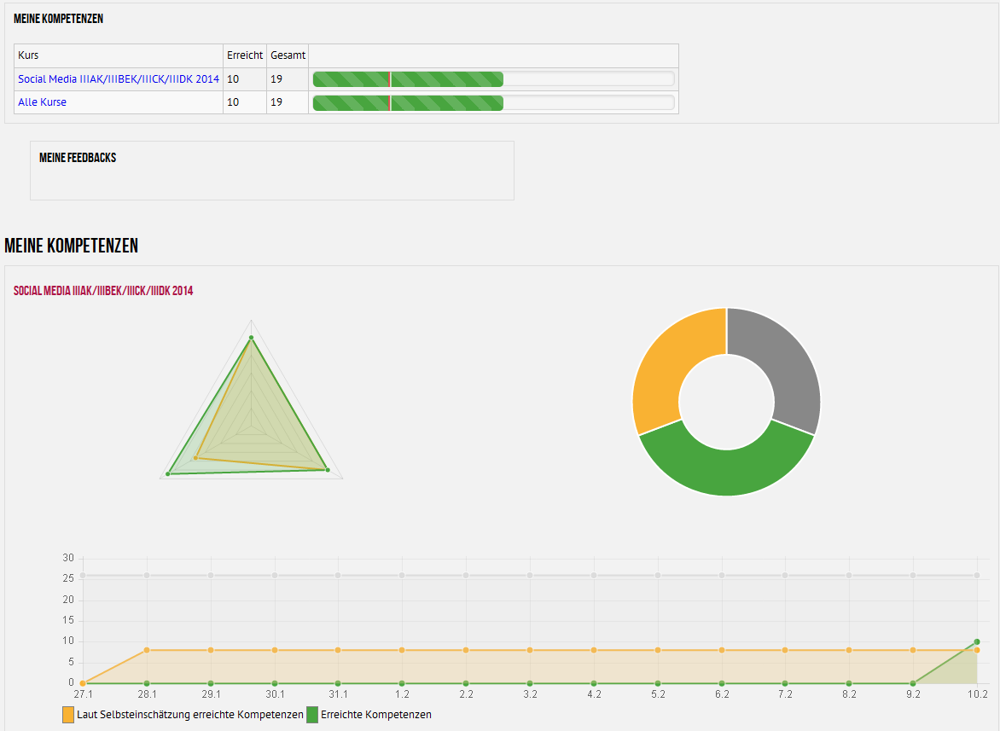 MEINE KOMPETENZEN
Kurs Erreicht Gesamt
Social Media IIIAK/IIIBEK/IIICK/IIIDK 2014 10 19
Alle Kurse 10 19
MEINE FEEDBACKS
MEINE KOMPETENZEN
SOCIAL MEDIA IIIAK/IIIBEK/IIICK/IIIDK 2014
30
25
20
15
10
5
0
27.1 28.1 29.1 30.1 31.1 1.2 2.2 3.2 4.2 5.2 6.2 7.2 8.2 9.2 10.2
Laut Selbsteinschätzung erreichte Kompetenzen Erreichte Kompetenzen